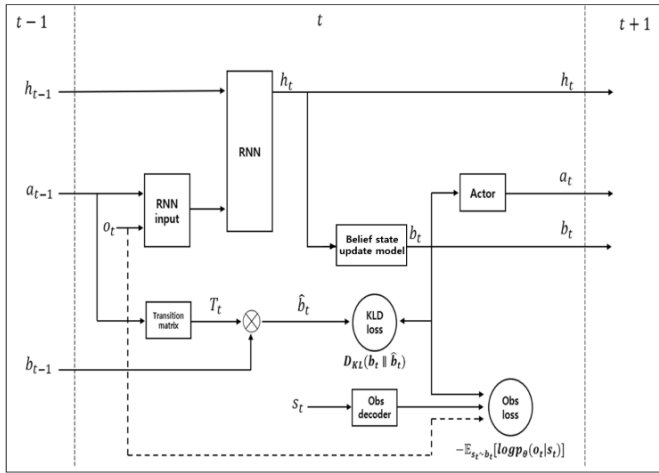 t − 1
t
t + 1
h_{t−1}
h_t
h_t
RNN
a_{t−1}
RNN
input
Actor
a_t
o_t
Belief state
update model
b_t
b_t
Transition
matrix
T_t
b̂_t
KLD
loss
D_{KL}(b_t ∥ b̂_t)
b_{t−1}
s_t
Obs
decoder
Obs
loss
−𝔼_{s_t~b_t}[logp_θ(o_t|s_t)]